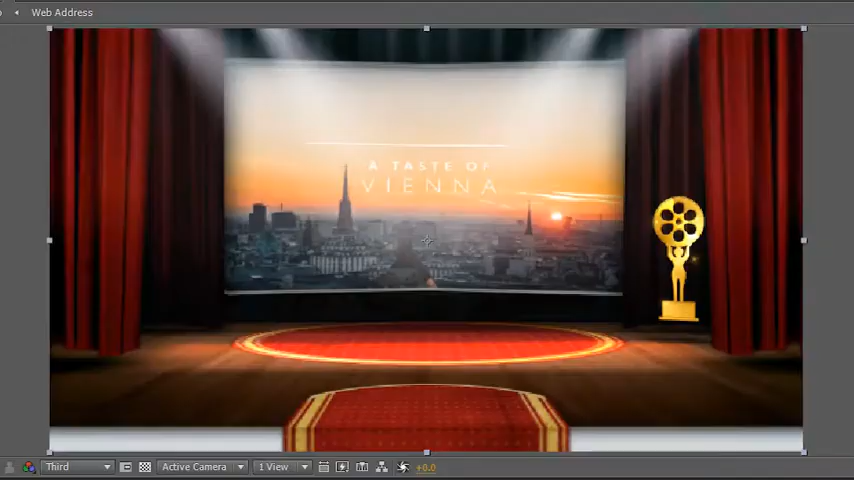 Web Address
A TASTE OF
VIENNA
Third
Active Camera
1 View
+0.0